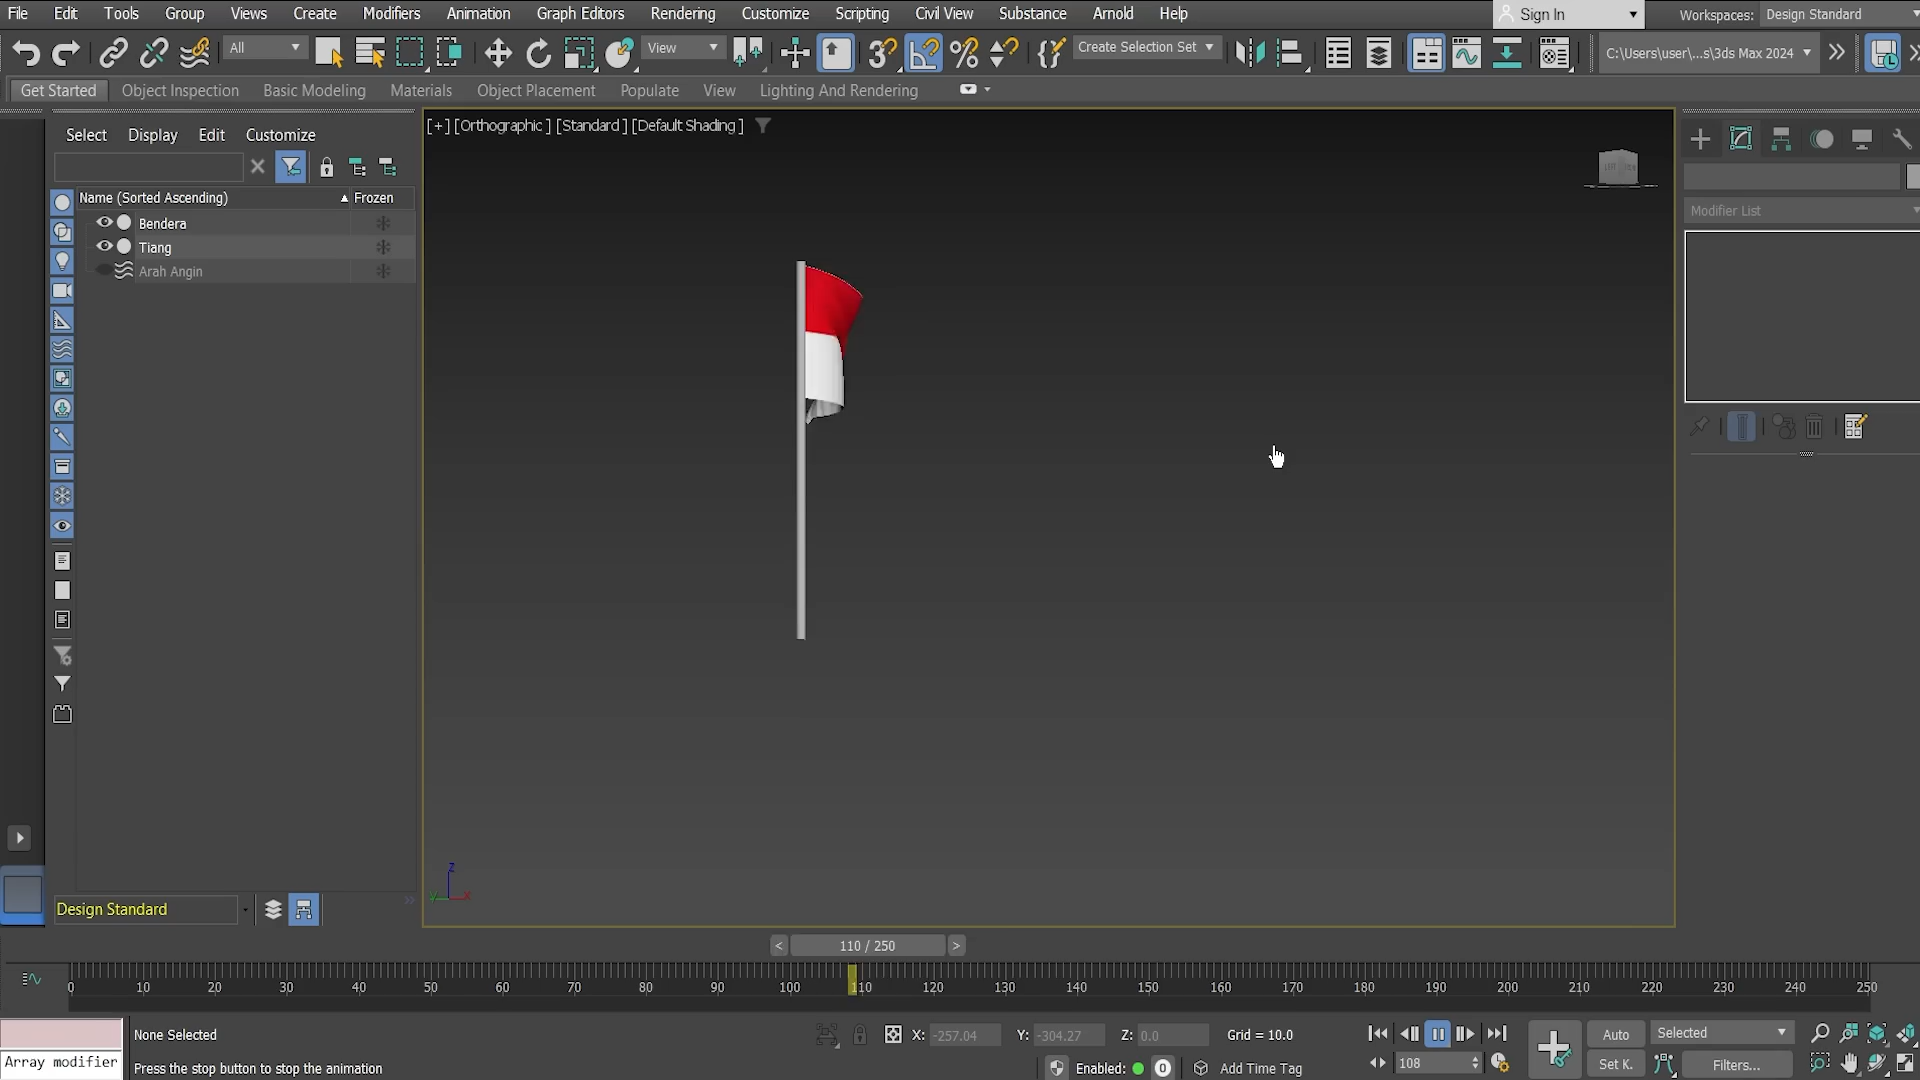 File Edit Tools Group Views Create Modifiers Animation Graph Editors Rendering Customize Scripting Civil View Substance Arnold Help Sign In Workspaces: Design Standard
All View Create Selection Set C:\Users\user\...s\3ds Max 2024
Get Started Object Inspection Basic Modeling Materials Object Placement Populate View Lighting And Rendering
[+] [Orthographic ] [Standard ] [Default Shading ]
Select Display Edit Customize
Name (Sorted Ascending) Frozen
Bendera
Tiang
Arah Angin
Modifier List
z
Design Standard
< 110 / 250 >
0 10 20 30 40 50 60 70 80 90 100 110 120 130 140 150 160 170 180 190 200 210 220 230 240 250
None Selected X: -257.04 Y: -304.27 Z: 0.0 Grid = 10.0 Auto Selected
Array modifier Press the stop button to stop the animation Enabled: 0 Add Time Tag 108 Set K. Filters...